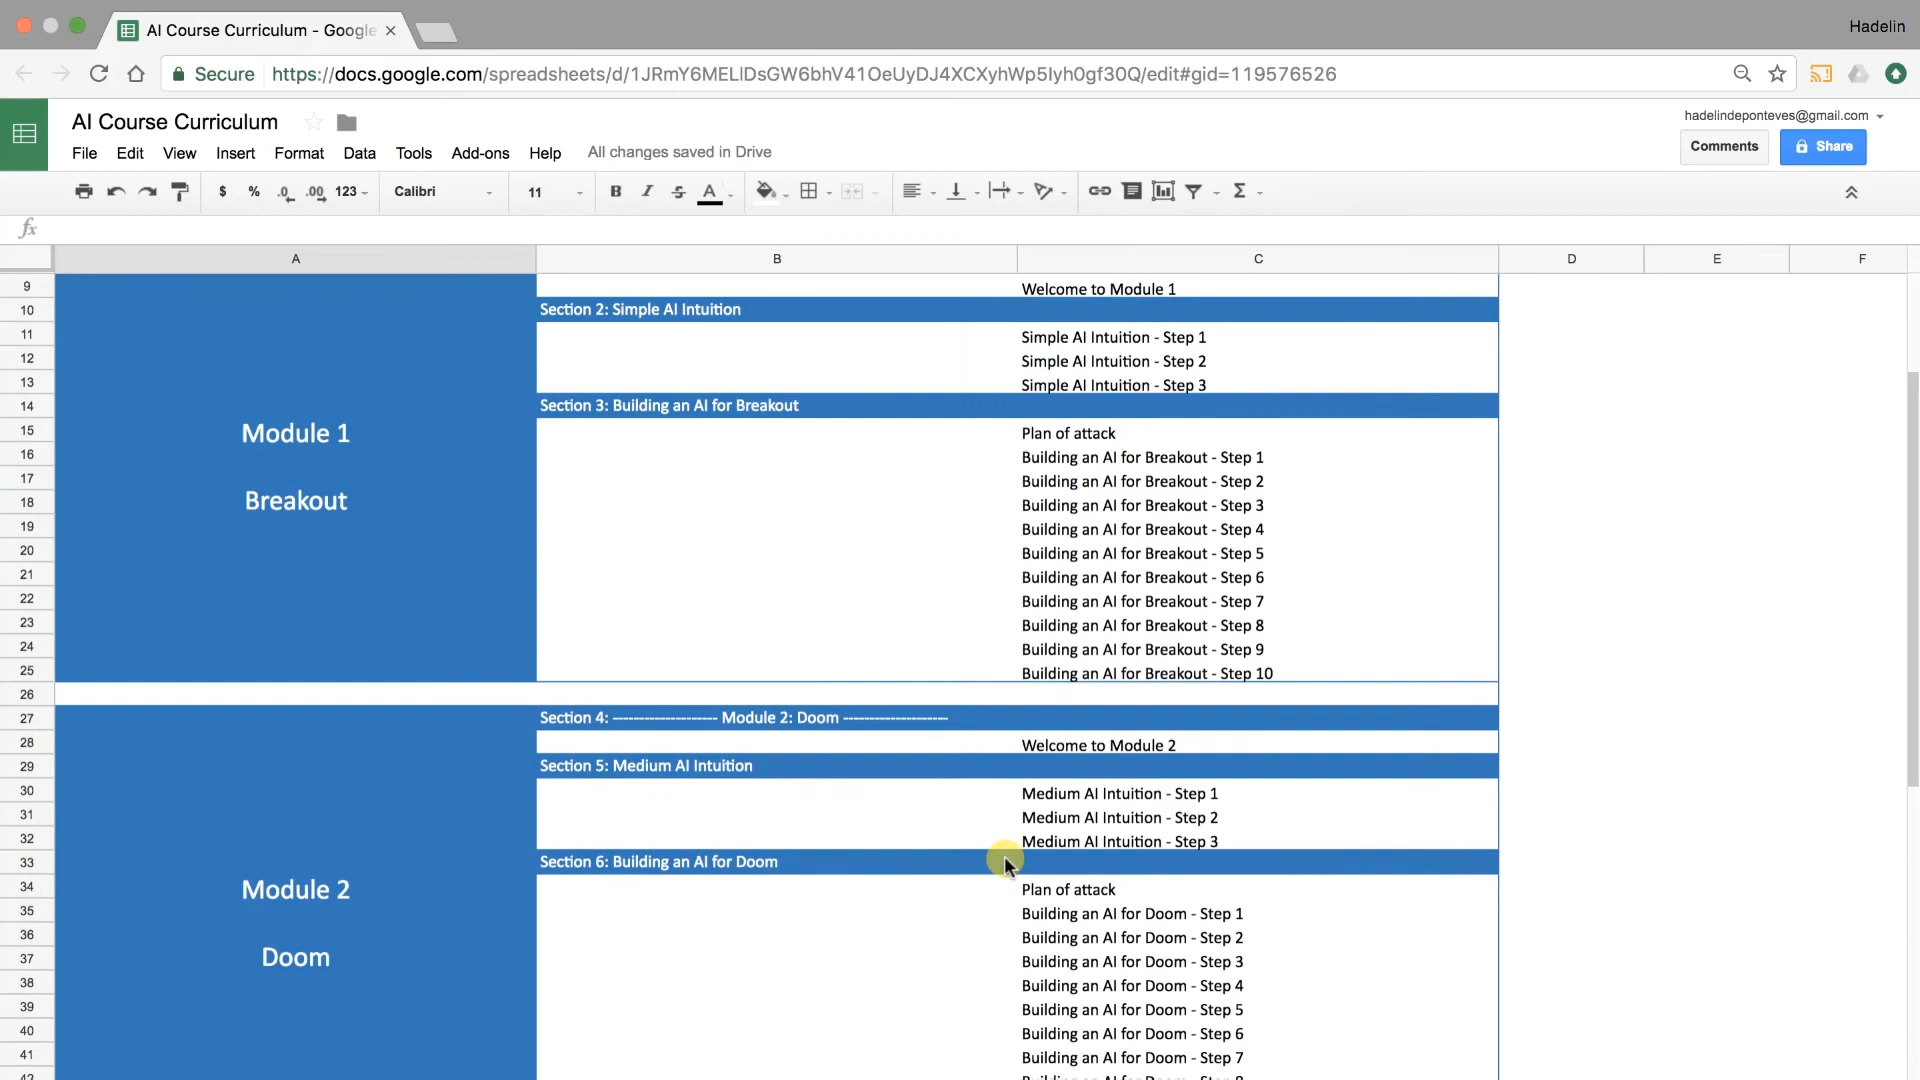 AI Course Curriculum - Google
Hadelin
Secure https://docs.google.com/spreadsheets/d/1JRmY6MELlDsGW6bhV41OeUyDJ4XCXyhWp5Iyh0gf30Q/edit#gid=119576526
AI Course Curriculum
hadelindeponteves@gmail.com
File Edit View Insert Format Data Tools Add-ons Help All changes saved in Drive
Comments Share
$ % .0 .00 123 Calibri 11 B I S A Σ
fx
A B C D E F
9 Welcome to Module 1
10 Section 2: Simple AI Intuition
11 Simple AI Intuition - Step 1
12 Simple AI Intuition - Step 2
13 Simple AI Intuition - Step 3
14 Section 3: Building an AI for Breakout
15 Module 1 Plan of attack
16 Building an AI for Breakout - Step 1
17 Building an AI for Breakout - Step 2
18 Breakout Building an AI for Breakout - Step 3
19 Building an AI for Breakout - Step 4
20 Building an AI for Breakout - Step 5
21 Building an AI for Breakout - Step 6
22 Building an AI for Breakout - Step 7
23 Building an AI for Breakout - Step 8
24 Building an AI for Breakout - Step 9
25 Building an AI for Breakout - Step 10
26
27 Section 4: -------------------- Module 2: Doom --------------------
28 Welcome to Module 2
29 Section 5: Medium AI Intuition
30 Medium AI Intuition - Step 1
31 Medium AI Intuition - Step 2
32 Medium AI Intuition - Step 3
33 Section 6: Building an AI for Doom
34 Module 2 Plan of attack
35 Building an AI for Doom - Step 1
36 Building an AI for Doom - Step 2
37 Doom Building an AI for Doom - Step 3
38 Building an AI for Doom - Step 4
39 Building an AI for Doom - Step 5
40 Building an AI for Doom - Step 6
41 Building an AI for Doom - Step 7